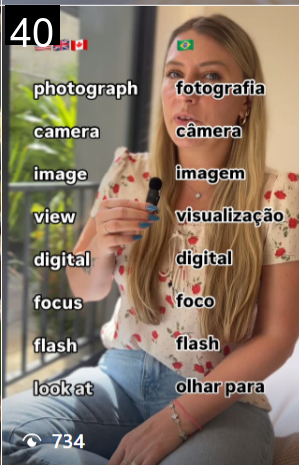 40
photograph fotografia
camera câmera
image imagem
view visualização
digital digital
focus foco
flash flash
look at olhar para
734